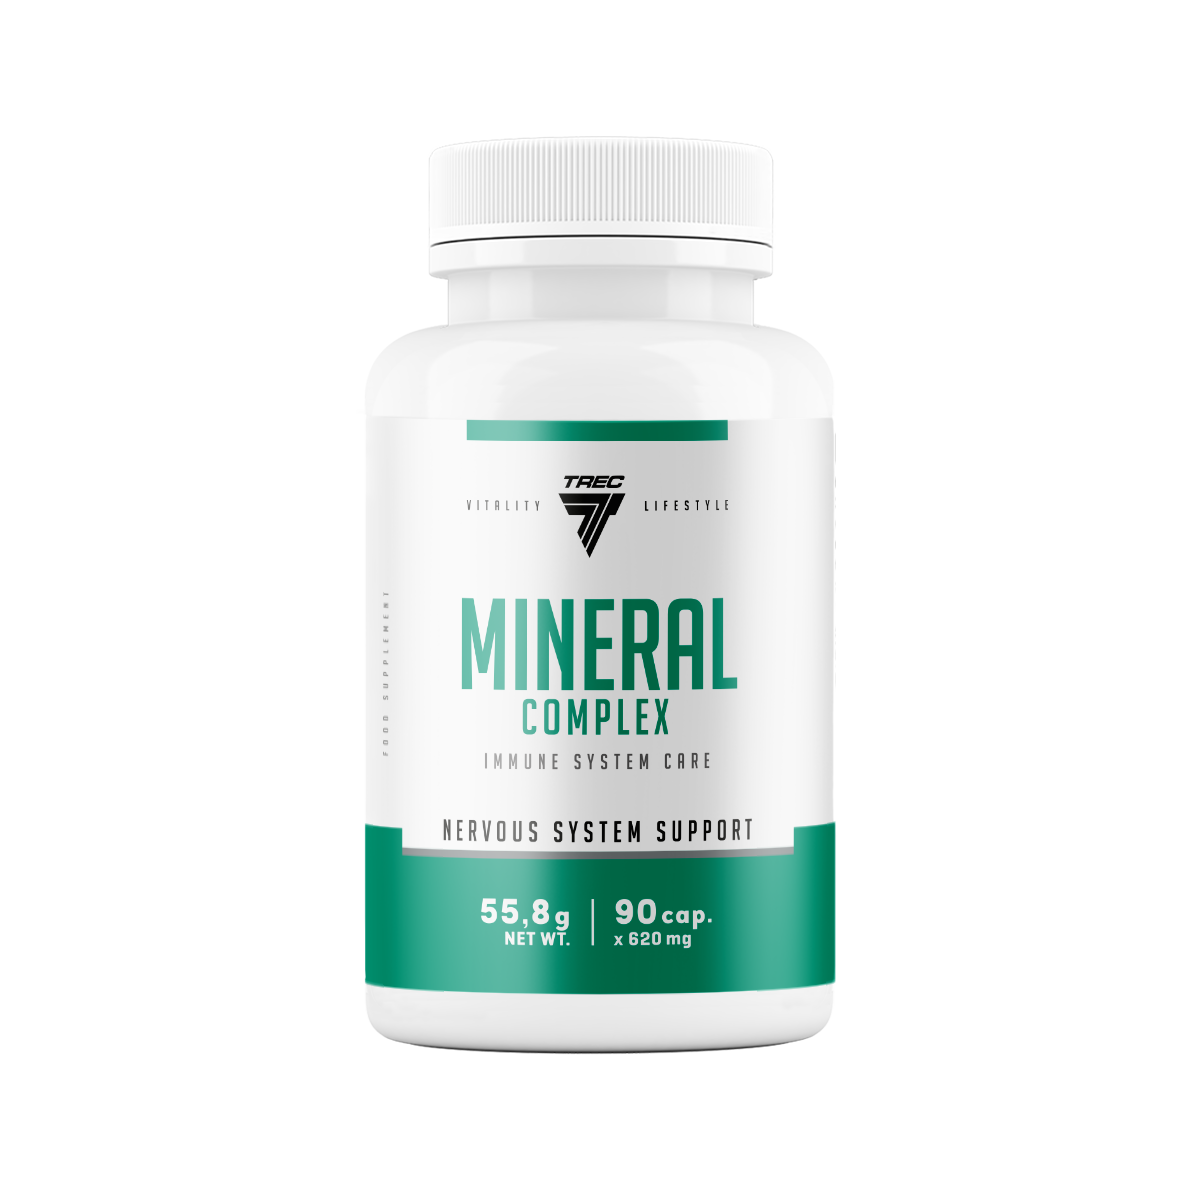 TREC
VITALITY LIFESTYLE
MINERAL
COMPLEX
IMMUNE SYSTEM CARE
FOOD SUPPLEMENT
NERVOUS SYSTEM SUPPORT
55,8g 90 cap.
NET WT. x 620 mg